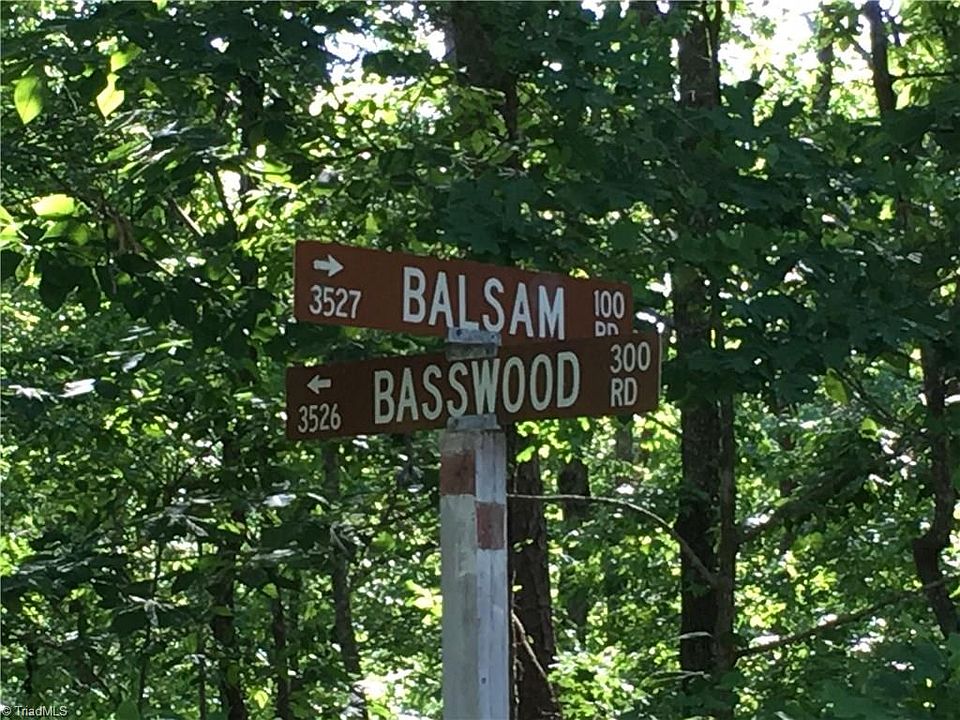 → BALSAM 100
3527 RD
← BASSWOOD 300
3526 RD
© TriadMLS